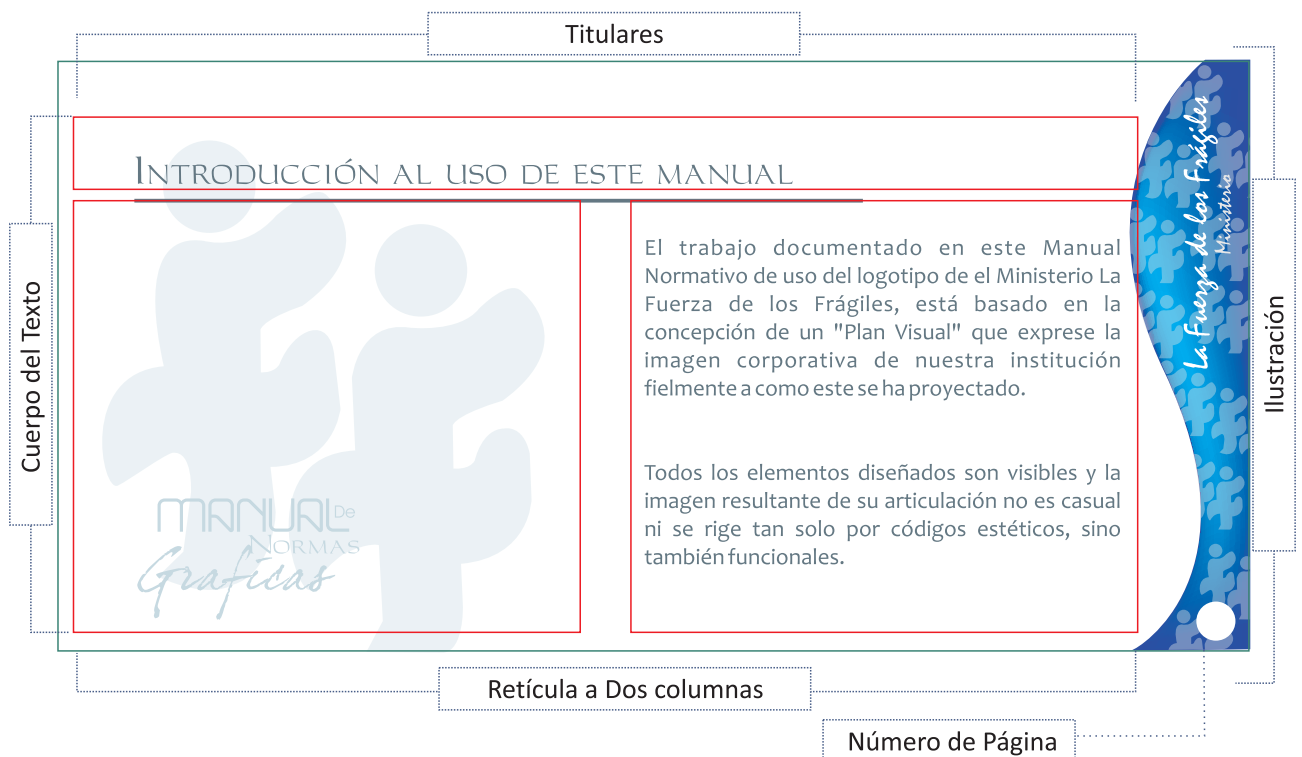 Titulares
INTRODUCCIÓN AL USO DE ESTE MANUAL
La Fuerza de los Frágiles
Ministerio
Cuerpo del Texto
El trabajo documentado en este Manual
Normativo de uso del logotipo de el Ministerio La
Fuerza de los Frágiles, está basado en la
concepción de un "Plan Visual" que exprese la
imagen corporativa de nuestra institución
fielmente a como este se ha proyectado.
Todos los elementos diseñados son visibles y la
imagen resultante de su articulación no es casual
ni se rige tan solo por códigos estéticos, sino
también funcionales.
MANUAL De
NORMAS
Graficas
Ilustración
Retícula a Dos columnas
Número de Página